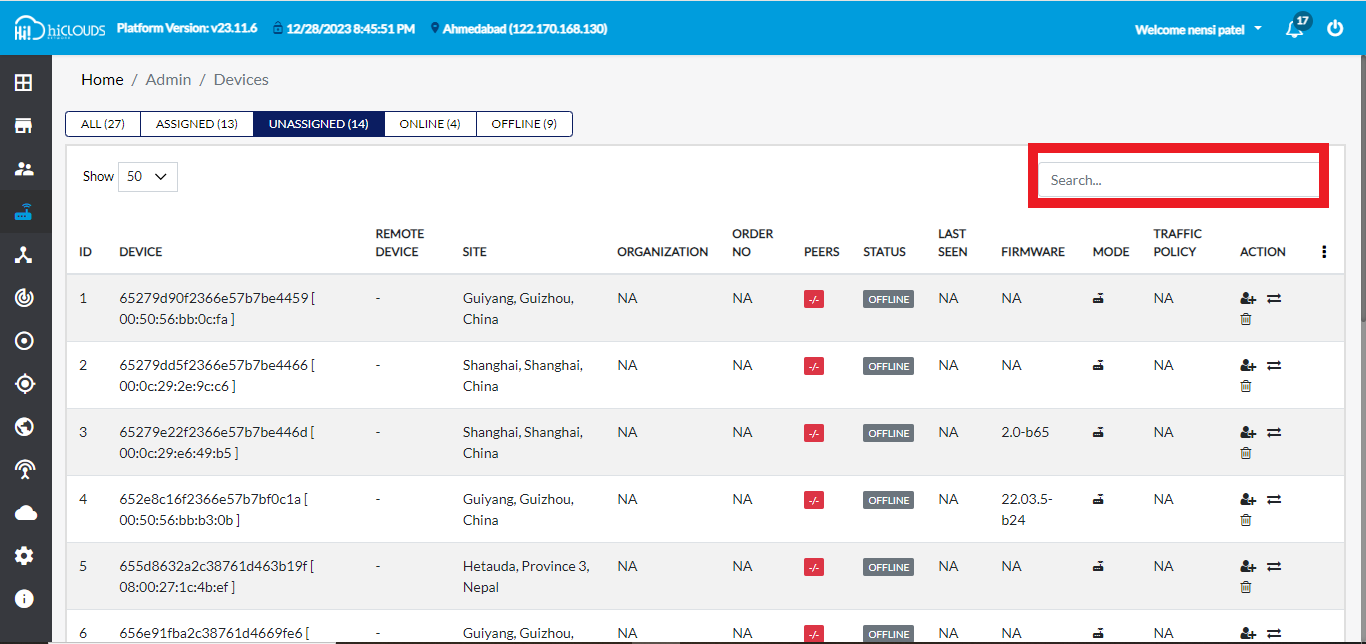 Hi! hiCLOUDS Platform Version: v23.11.6 12/28/2023 8:45:51 PM Ahmedabad (122.170.168.130) Welcome nensi patel 17
Home / Admin / Devices
ALL (27) ASSIGNED (13) UNASSIGNED (14) ONLINE (4) OFFLINE (9)
Show 50 Search...
ID DEVICE REMOTE DEVICE SITE ORGANIZATION ORDER NO PEERS STATUS LAST SEEN FIRMWARE MODE TRAFFIC POLICY ACTION
1 65279d90f2366e57b7be4459 [ - Guiyang, Guizhou, NA NA -/- OFFLINE NA NA NA
00:50:56:bb:0c:fa ] China
2 65279dd5f2366e57b7be4466 [ - Shanghai, Shanghai, NA NA -/- OFFLINE NA NA NA
00:0c:29:2e:9c:c6 ] China
3 65279e22f2366e57b7be446d [ - Shanghai, Shanghai, NA NA -/- OFFLINE NA 2.0-b65 NA
00:0c:29:e6:49:b5 ] China
4 652e8c16f2366e57b7bf0c1a [ - Guiyang, Guizhou, NA NA -/- OFFLINE NA 22.03.5- NA
00:50:56:bb:b3:0b ] China b24
5 655d8632a2c38761d463b19f [ - Hetauda, Province 3, NA NA -/- OFFLINE NA NA NA
08:00:27:1c:4b:ef ] Nepal
6 656e91fba2c38761d4669fe6 [ - Guiyang, Guizhou, NA NA -/- OFFLINE NA NA NA